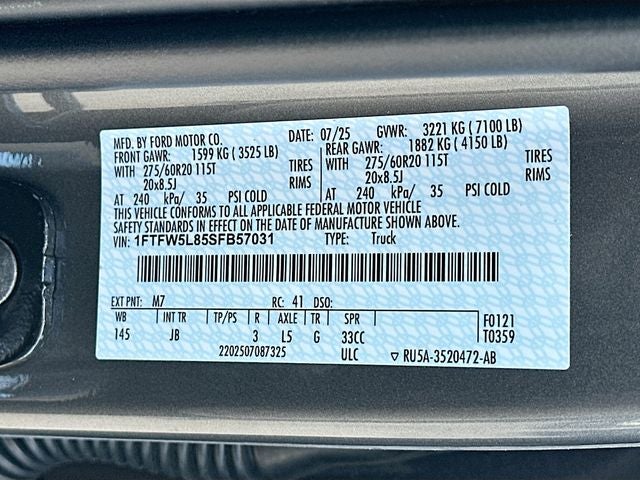 MFD. BY FORD MOTOR CO. DATE: 07/25 GVWR: 3221 KG ( 7100 LB)
FRONT GAWR: 1599 KG ( 3525 LB) REAR GAWR: 1882 KG ( 4150 LB)
WITH 275/60R20 115T TIRES WITH 275/60R20 115T TIRES
20x8.5J RIMS 20x8.5J RIMS
AT 240 kPa/ 35 PSI COLD AT 240 kPa/ 35 PSI COLD
THIS VEHICLE CONFORMS TO ALL APPLICABLE FEDERAL MOTOR VEHICLE
SAFETY STANDARDS IN EFFECT ON THE DATE OF MANUFACTURE SHOWN ABOVE.
VIN: 1FTFW5L85SFB57031 TYPE: Truck
EXT PNT: M7 RC: 41 DSO:
WB INT TR TP/PS R AXLE TR SPR F0121
145 JB 3 L5 G 33CC T0359
2202507087325 ULC ▽ RU5A-3520472-AB